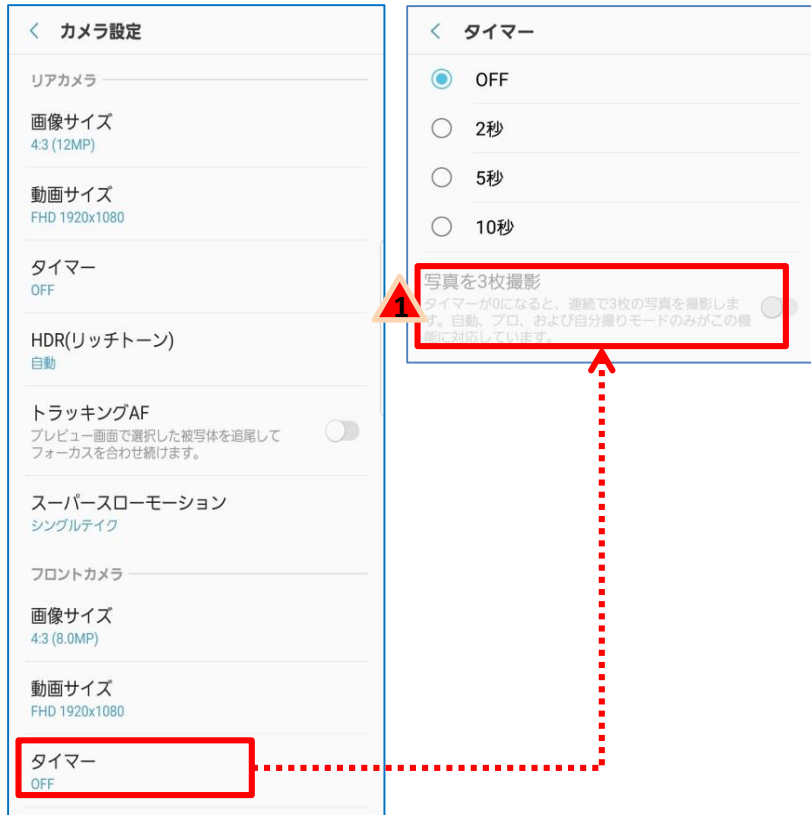 カメラ設定
リアカメラ
画像サイズ
4:3 (12MP)
動画サイズ
FHD 1920x1080
タイマー
OFF
HDR(リッチトーン)
自動
トラッキングAF
プレビュー画面で選択した被写体を追尾して
フォーカスを合わせ続けます。
スーパースローモーション
シングルテイク
フロントカメラ
画像サイズ
4:3 (8.0MP)
動画サイズ
FHD 1920x1080
タイマー
OFF
タイマー
OFF
2秒
5秒
10秒
1
写真を3枚撮影
タイマーが0になると、連続で3枚の写真を撮影しま
す。自動、プロ、および自分撮りモードのみがこの機
能に対応しています。